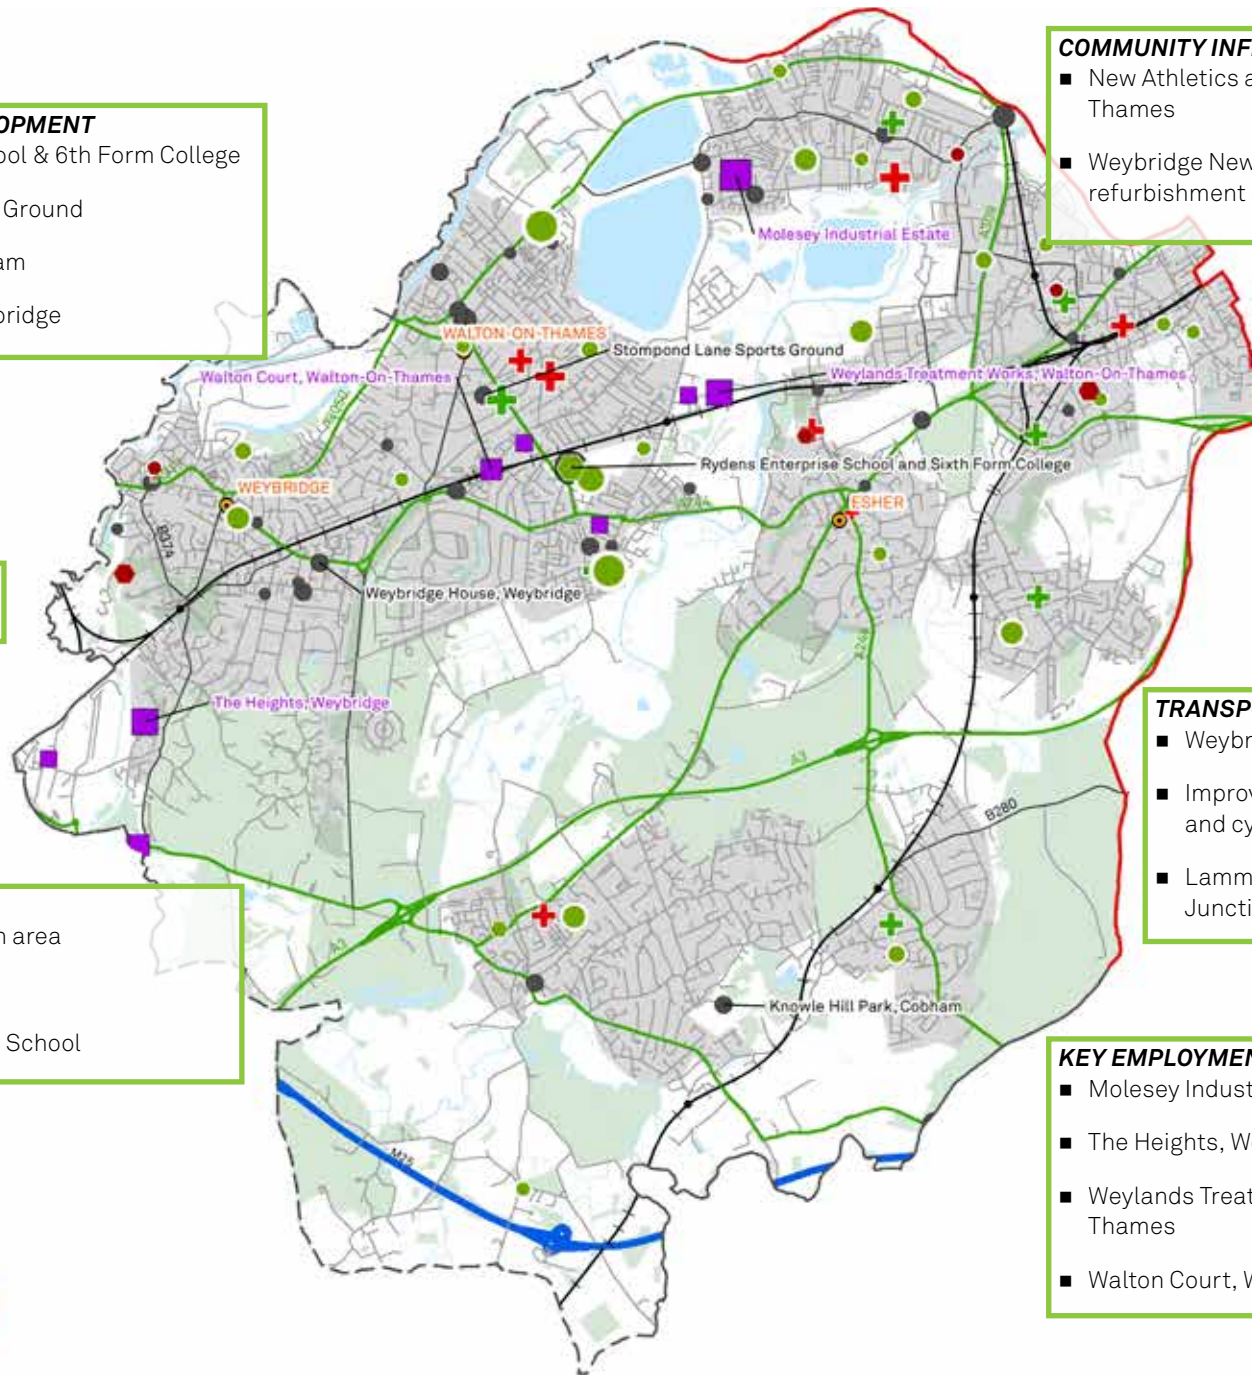 OPMENT
ool & 6th Form College
Ground
am
bridge
COMMUNITY INF
■ New Athletics a
Thames
■ Weybridge New
refurbishment
Molesey Industrial Estate
WALTON-ON-THAMES
Stompond Lane Sports Ground
Walton Court, Walton-On-Thames
Weylands Treatment Works, Walton-On-Thames
A309
A3050
Rydens Enterprise School and Sixth Form College
WEYBRIDGE
A244
ESHER
B374
Weybridge House, Weybridge
A244
The Heights, Weybridge
A3
B280
TRANSP
■ Weybr
■ Improv
and cy
■ Lamm
Juncti
n area
School
A3
Knowle Hill Park, Cobham
KEY EMPLOYMEN
■ Molesey Indust
■ The Heights, W
■ Weylands Treat
Thames
■ Walton Court, W
M25